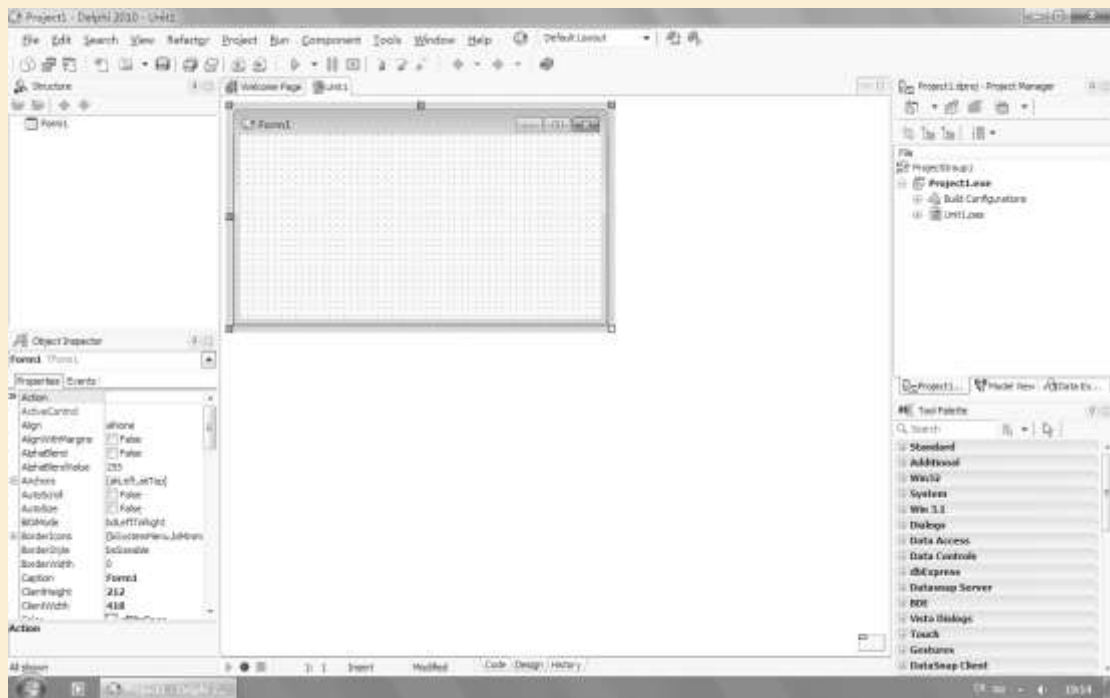 Project1 - Delphi 2010 - Unit1
File Edit Search View Refactor Project Run Component Tools Window Help Default Layout
Structure
Form1
Welcome Page Unit1
Form1
Object Inspector
Form1 TForm1
Properties Events
Action
ActiveControl
Align alNone
AlignWithMargins False
AlphaBlend False
AlphaBlendValue 255
Anchors [akLeft,akTop]
AutoScroll False
AutoSize False
BiDiMode bdLeftToRight
BorderIcons
BorderStyle bsSizeable
BorderWidth 0
Caption Form1
ClientHeight 212
ClientWidth 418
Action
All shown
1: 1 Insert Modified Code Design History
Project1.dproj - Project Manager
File
ProjectGroup1
Project1.exe
Build Configurations
Unit1.pas
Project1... Model View Data Ex...
Tool Palette
Search
Standard
Additional
Win32
System
Win 3.1
Dialogs
Data Access
Data Controls
dbExpress
Datasnap Server
BDE
Vista Dialogs
Touch
Gestures
DataSnap Client
Project1 - Delphi 2...